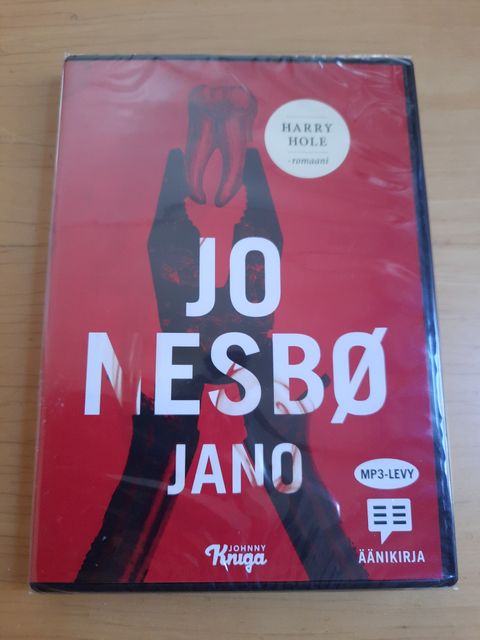 HARRY
HOLE
-romaani
JO
NESBØ
JANO
MP3-LEVY
ÄÄNIKIRJA
JOHNNY
Kniga